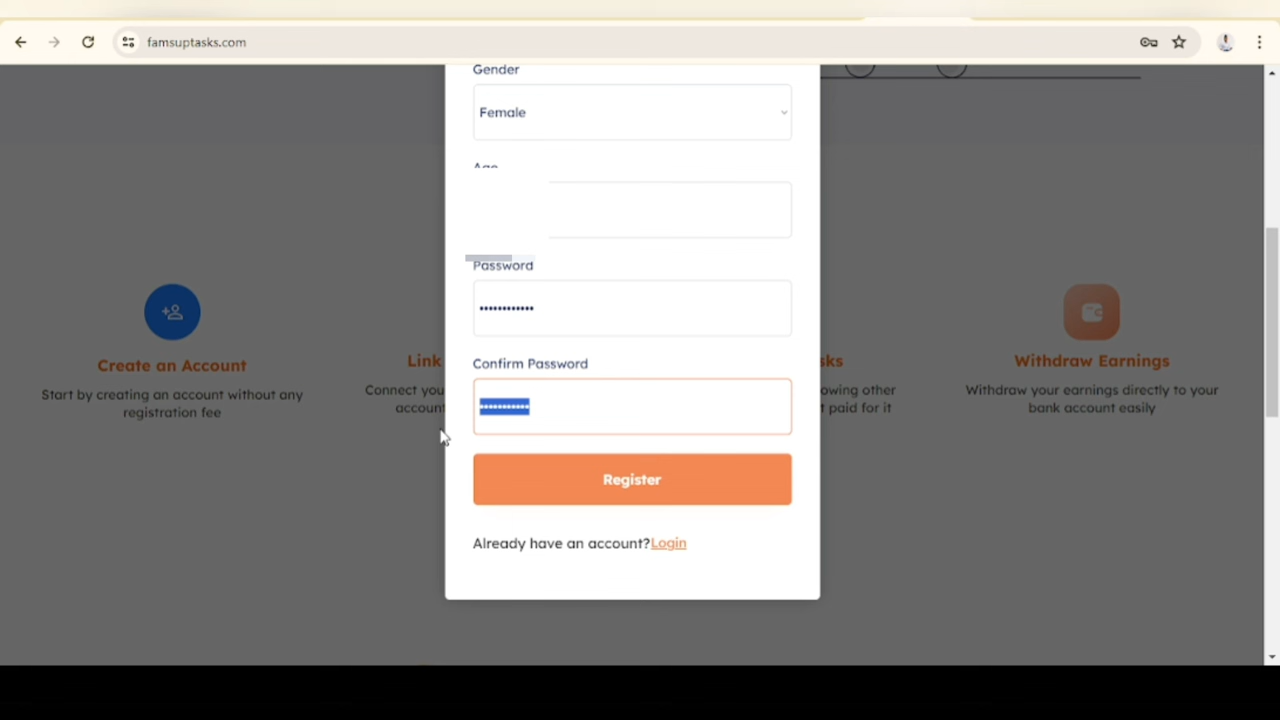 famsuptasks.com
Gender
Female
Age
Password
••••••••••••
Confirm Password
•••••••••••
Register
Already have an account?Login
Create an Account
Start by creating an account without any
registration fee
Link
Connect you
account
sks
owing other
t paid for it
Withdraw Earnings
Withdraw your earnings directly to your
bank account easily